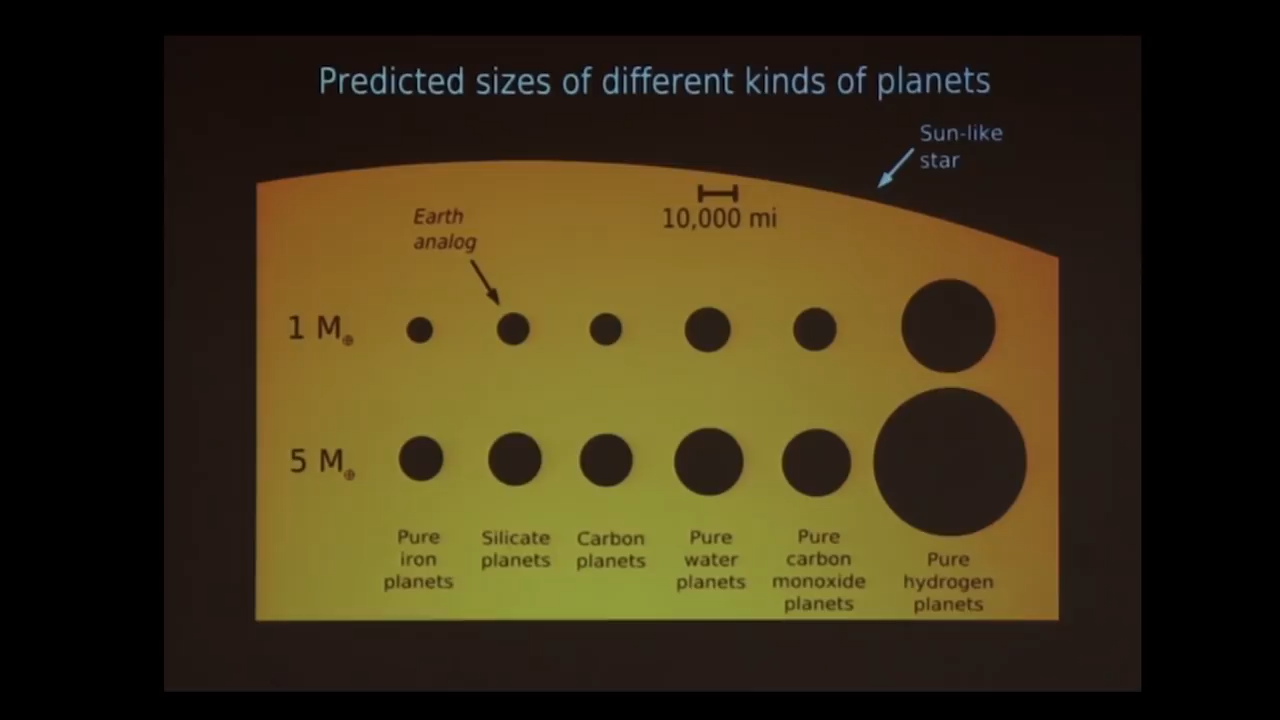 Predicted sizes of different kinds of planets
Sun-like
star
Earth
analog
10,000 mi
1 M⊕
5 M⊕
Pure
iron
planets
Silicate
planets
Carbon
planets
Pure
water
planets
Pure
carbon
monoxide
planets
Pure
hydrogen
planets